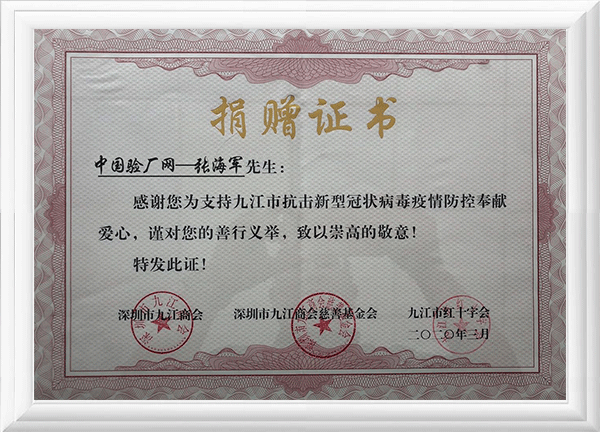 捐赠证书
中国验厂网—张海军先生：
感谢您为支持九江市抗击新型冠状病毒疫情防控奉献
爱心，谨对您的善行义举，致以崇高的敬意！
特发此证！
深圳市九江商会 深圳市九江商会慈善基金会 九江市红十字会
二〇二〇年三月